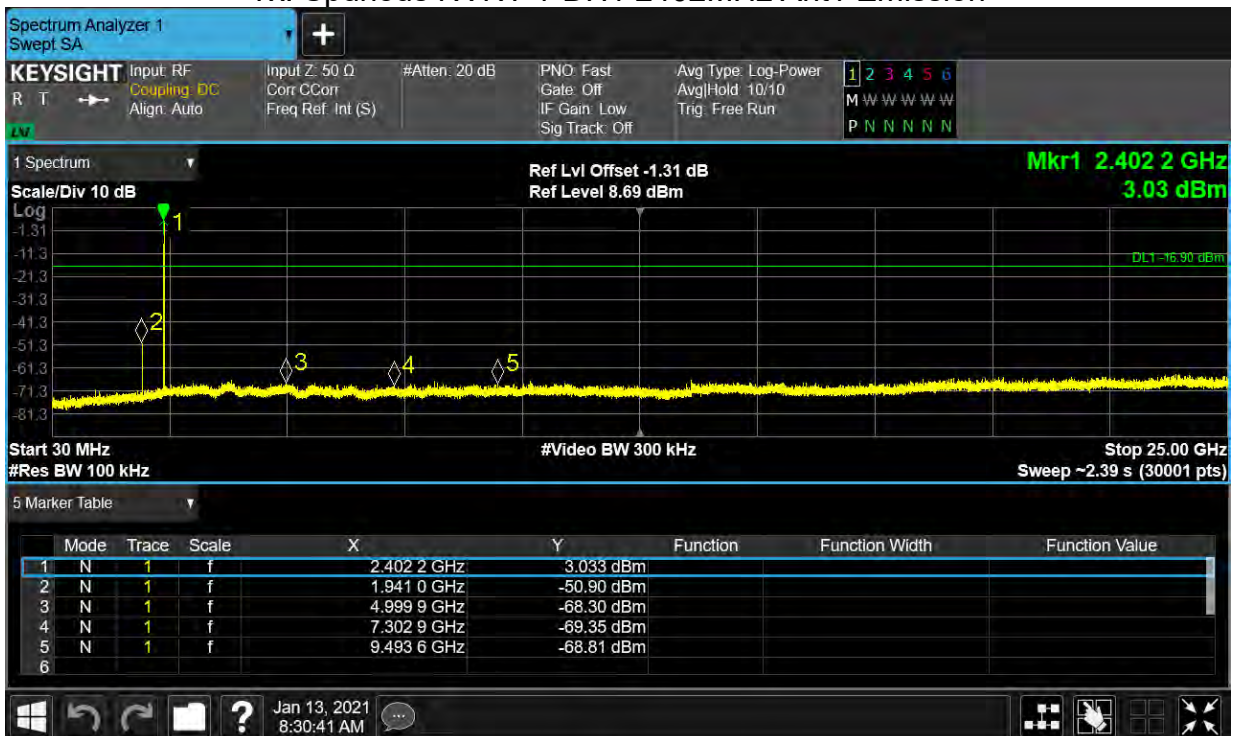 Spectrum Analyzer 1
Swept SA
+
KEYSIGHT Input: RF Input Z: 50 Ω #Atten: 20 dB PNO: Fast Avg Type: Log-Power 1 2 3 4 5 6
R T Coupling: DC Corr CCorr Gate: Off Avg|Hold: 10/10 M W W W W W
Align: Auto Freq Ref: Int (S) IF Gain: Low Trig: Free Run
Sig Track: Off P N N N N N
1 Spectrum Ref Lvl Offset -1.31 dB Mkr1 2.402 2 GHz
Scale/Div 10 dB Ref Level 8.69 dBm 3.03 dBm
Log
1
-1.31
-11.3
DL1 -16.90 dBm
-21.3
-31.3
-41.3
2
-51.3
-61.3
3 4 5
-71.3
-81.3
Start 30 MHz #Video BW 300 kHz Stop 25.00 GHz
#Res BW 100 kHz Sweep ~2.39 s (30001 pts)
5 Marker Table
Mode Trace Scale X Y Function Function Width Function Value
1 N 1 f 2.402 2 GHz 3.033 dBm
2 N 1 f 1.941 0 GHz -50.90 dBm
3 N 1 f 4.999 9 GHz -68.30 dBm
4 N 1 f 7.302 9 GHz -69.35 dBm
5 N 1 f 9.493 6 GHz -68.81 dBm
6
? Jan 13, 2021
8:30:41 AM